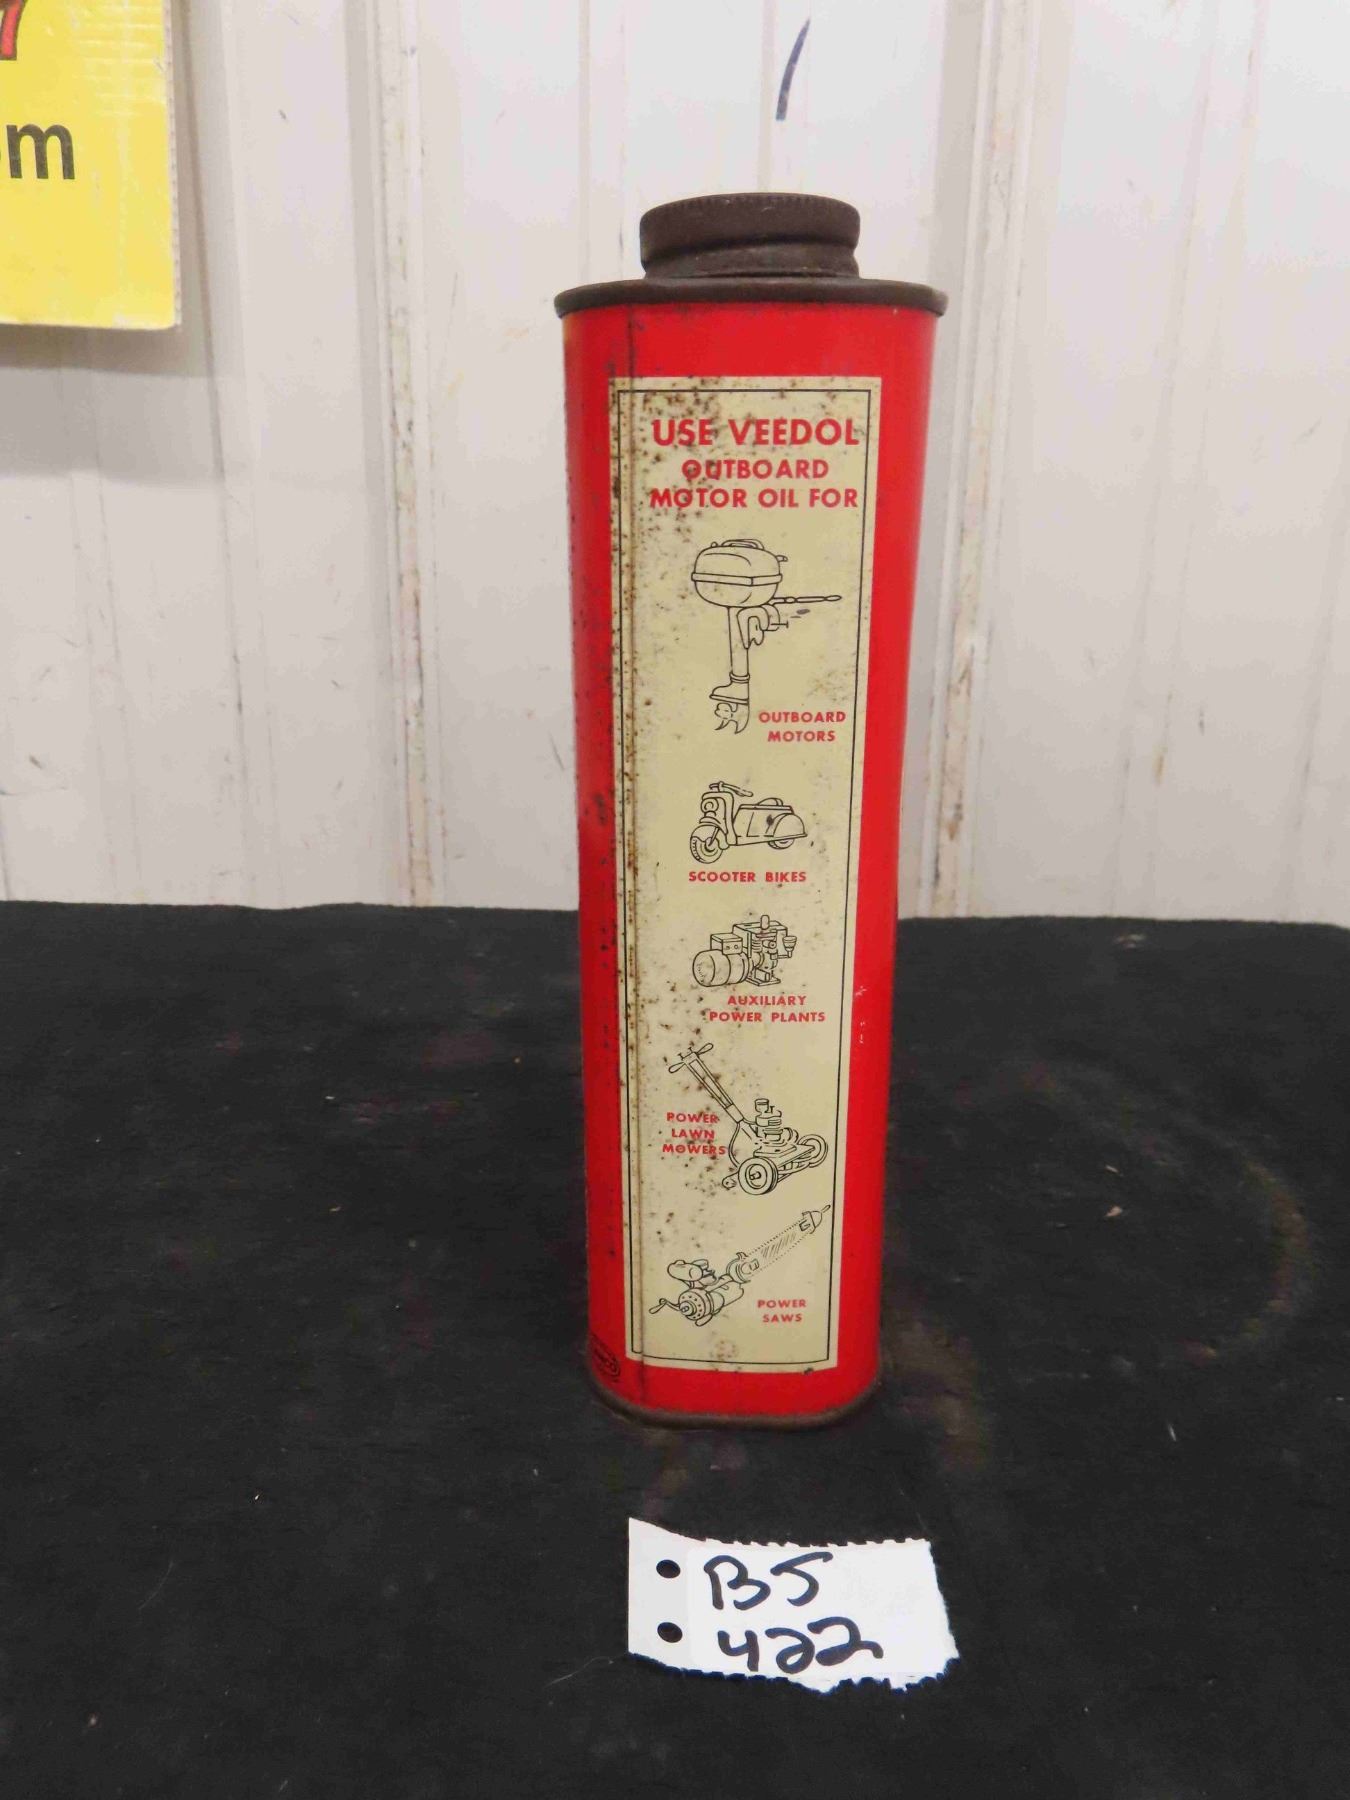 m
USE VEEDOL
OUTBOARD
MOTOR OIL FOR
OUTBOARD
MOTORS
SCOOTER BIKES
AUXILIARY
POWER PLANTS
POWER
LAWN
MOWERS
POWER
SAWS
B5
422